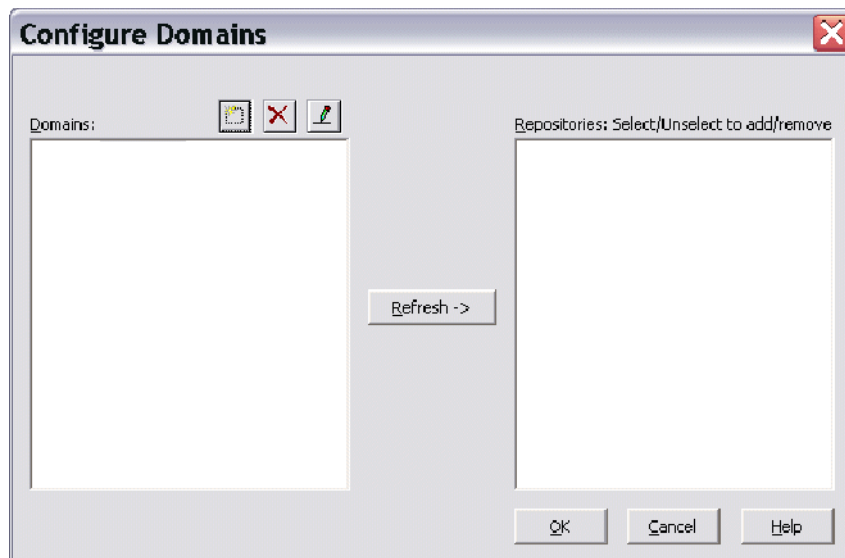 Configure Domains
Domains:
Repositories: Select/Unselect to add/remove
Refresh ->
OK
Cancel
Help